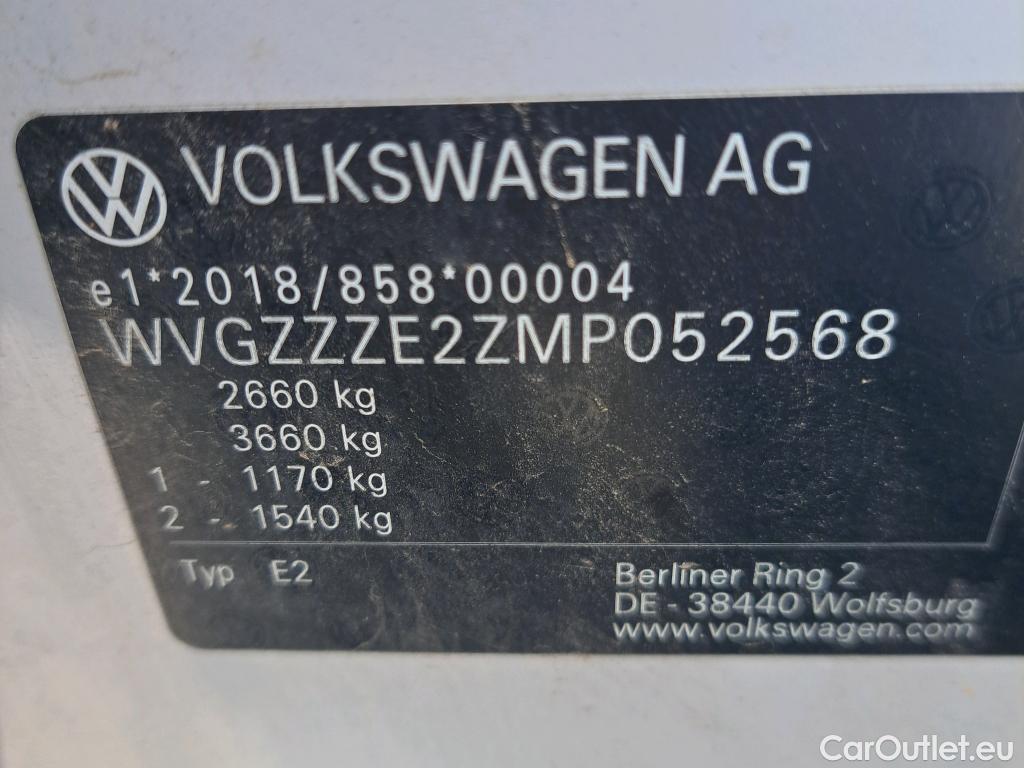 VOLKSWAGEN AG
e1*2018/858*00004
WVGZZZE2ZMP052568
2660 kg
3660 kg
1 - 1170 kg
2 - 1540 kg
Typ E2
Berliner Ring 2
DE - 38440 Wolfsburg
www.volkswagen.com
CarOutlet.eu